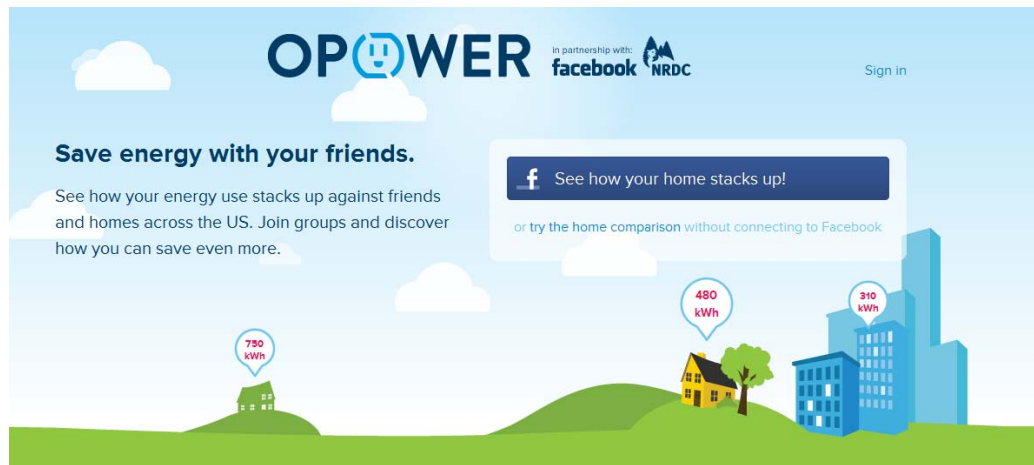 OPOWER
in partnership with:
facebook NRDC
Sign in
Save energy with your friends.
See how your energy use stacks up against friends
and homes across the US. Join groups and discover
how you can save even more.
f See how your home stacks up!
or try the home comparison without connecting to Facebook
750
kWh
480
kWh
310
kWh